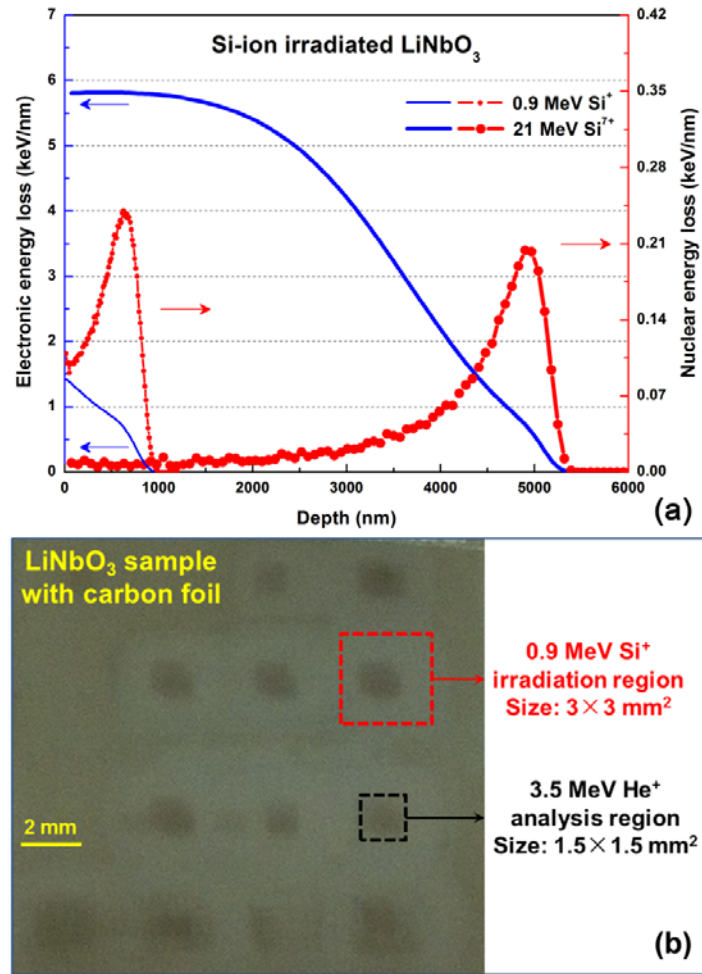 Si-ion irradiated LiNbO₃
0.9 MeV Si⁺
21 MeV Si⁷⁺
Electronic energy loss (keV/nm)
7
6
5
4
3
2
1
0
Nuclear energy loss (keV/nm)
0.42
0.35
0.28
0.21
0.14
0.07
0.00
0 1000 2000 3000 4000 5000 6000
Depth (nm)
(a)
LiNbO₃ sample
with carbon foil
2 mm
0.9 MeV Si⁺
irradiation region
Size: 3×3 mm²
3.5 MeV He⁺
analysis region
Size: 1.5×1.5 mm²
(b)